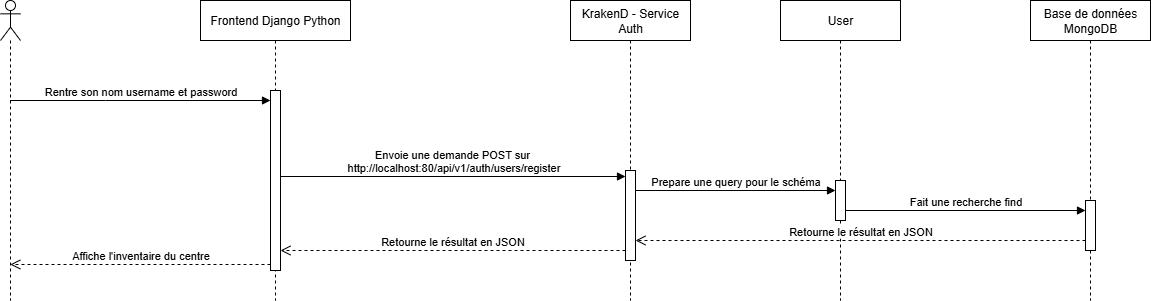 Frontend Django Python
KrakenD - Service
Auth
User
Base de données
MongoDB
Rentre son nom username et password
Envoie une demande POST sur
http://localhost:80/api/v1/auth/users/register
Prepare une query pour le schéma
Fait une recherche find
Retourne le résultat en JSON
Retourne le résultat en JSON
Affiche l'inventaire du centre